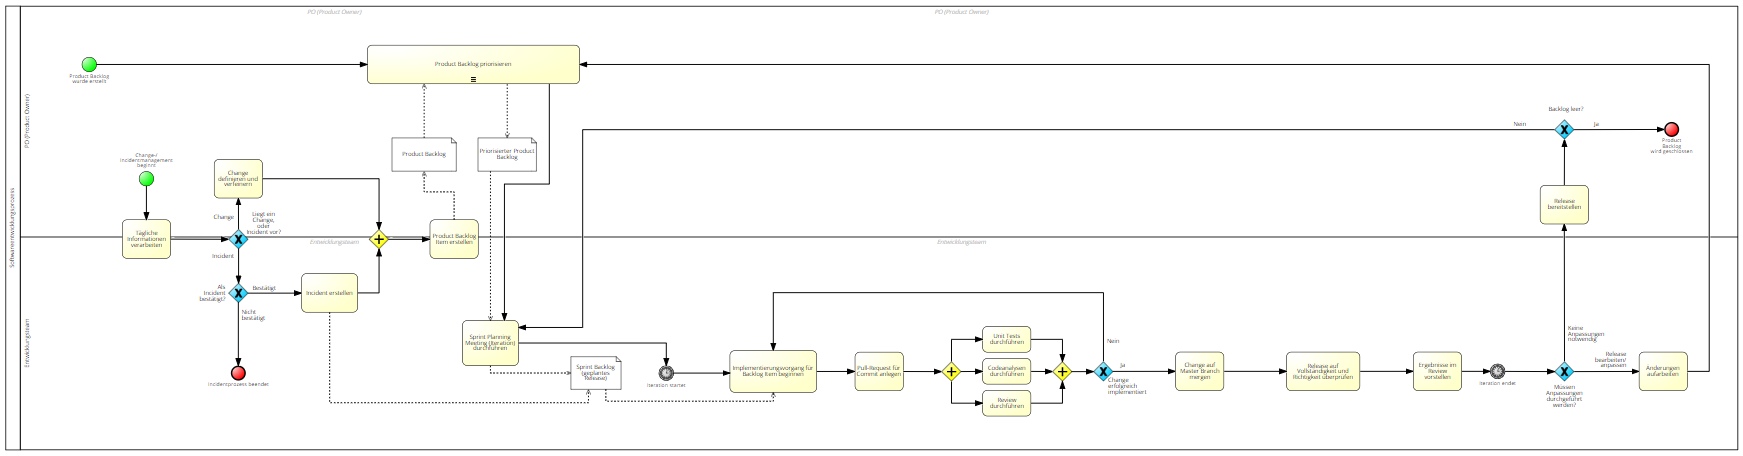 PO (Product Owner)
PO (Product Owner)
Product Backlog priorisieren
Product Backlog
wurde erstellt
PO (Product Owner)
Backlog leer?
Nein
Ja
Product
Backlog
wird geschlossen
Change-/
Incidentmanagement
beginnt
Product Backlog
Priorisierter Product
Backlog
Change
definieren und
verfeinern
Change
Liegt ein
Change,
oder
Incident vor?
Release
bereitstellen
Tägliche
Informationen
verarbeiten
Product Backlog
Item erstellen
Softwareentwicklungsprozess
Entwicklungsteam
Entwicklungsteam
Incident
Als
Incident
bestätigt?
Bestätigt
Incident erstellen
Nicht
bestätigt
Incidentprozess beendet
Entwicklungsteam
Sprint Planning
Meeting (Iteration)
durchführen
Sprint Backlog
(geplantes
Release)
Iteration startet
Implementierungsvorgang für
Backlog Item beginnen
Pull-Request für
Commit anlegen
Unit Tests
durchführen
Codeanalysen
durchführen
Review
durchführen
Nein
Ja
Change
erfolgreich
implementiert
Change auf
Master Branch
mergen
Release auf
Vollständigkeit und
Richtigkeit überprüfen
Ergebnisse im
Review
vorstellen
Iteration endet
Keine
Anpassungen
notwendig
Release
bearbeiten/
anpassen
Müssen
Anpassungen
durchgeführt
werden?
Änderungen
aufarbeiten